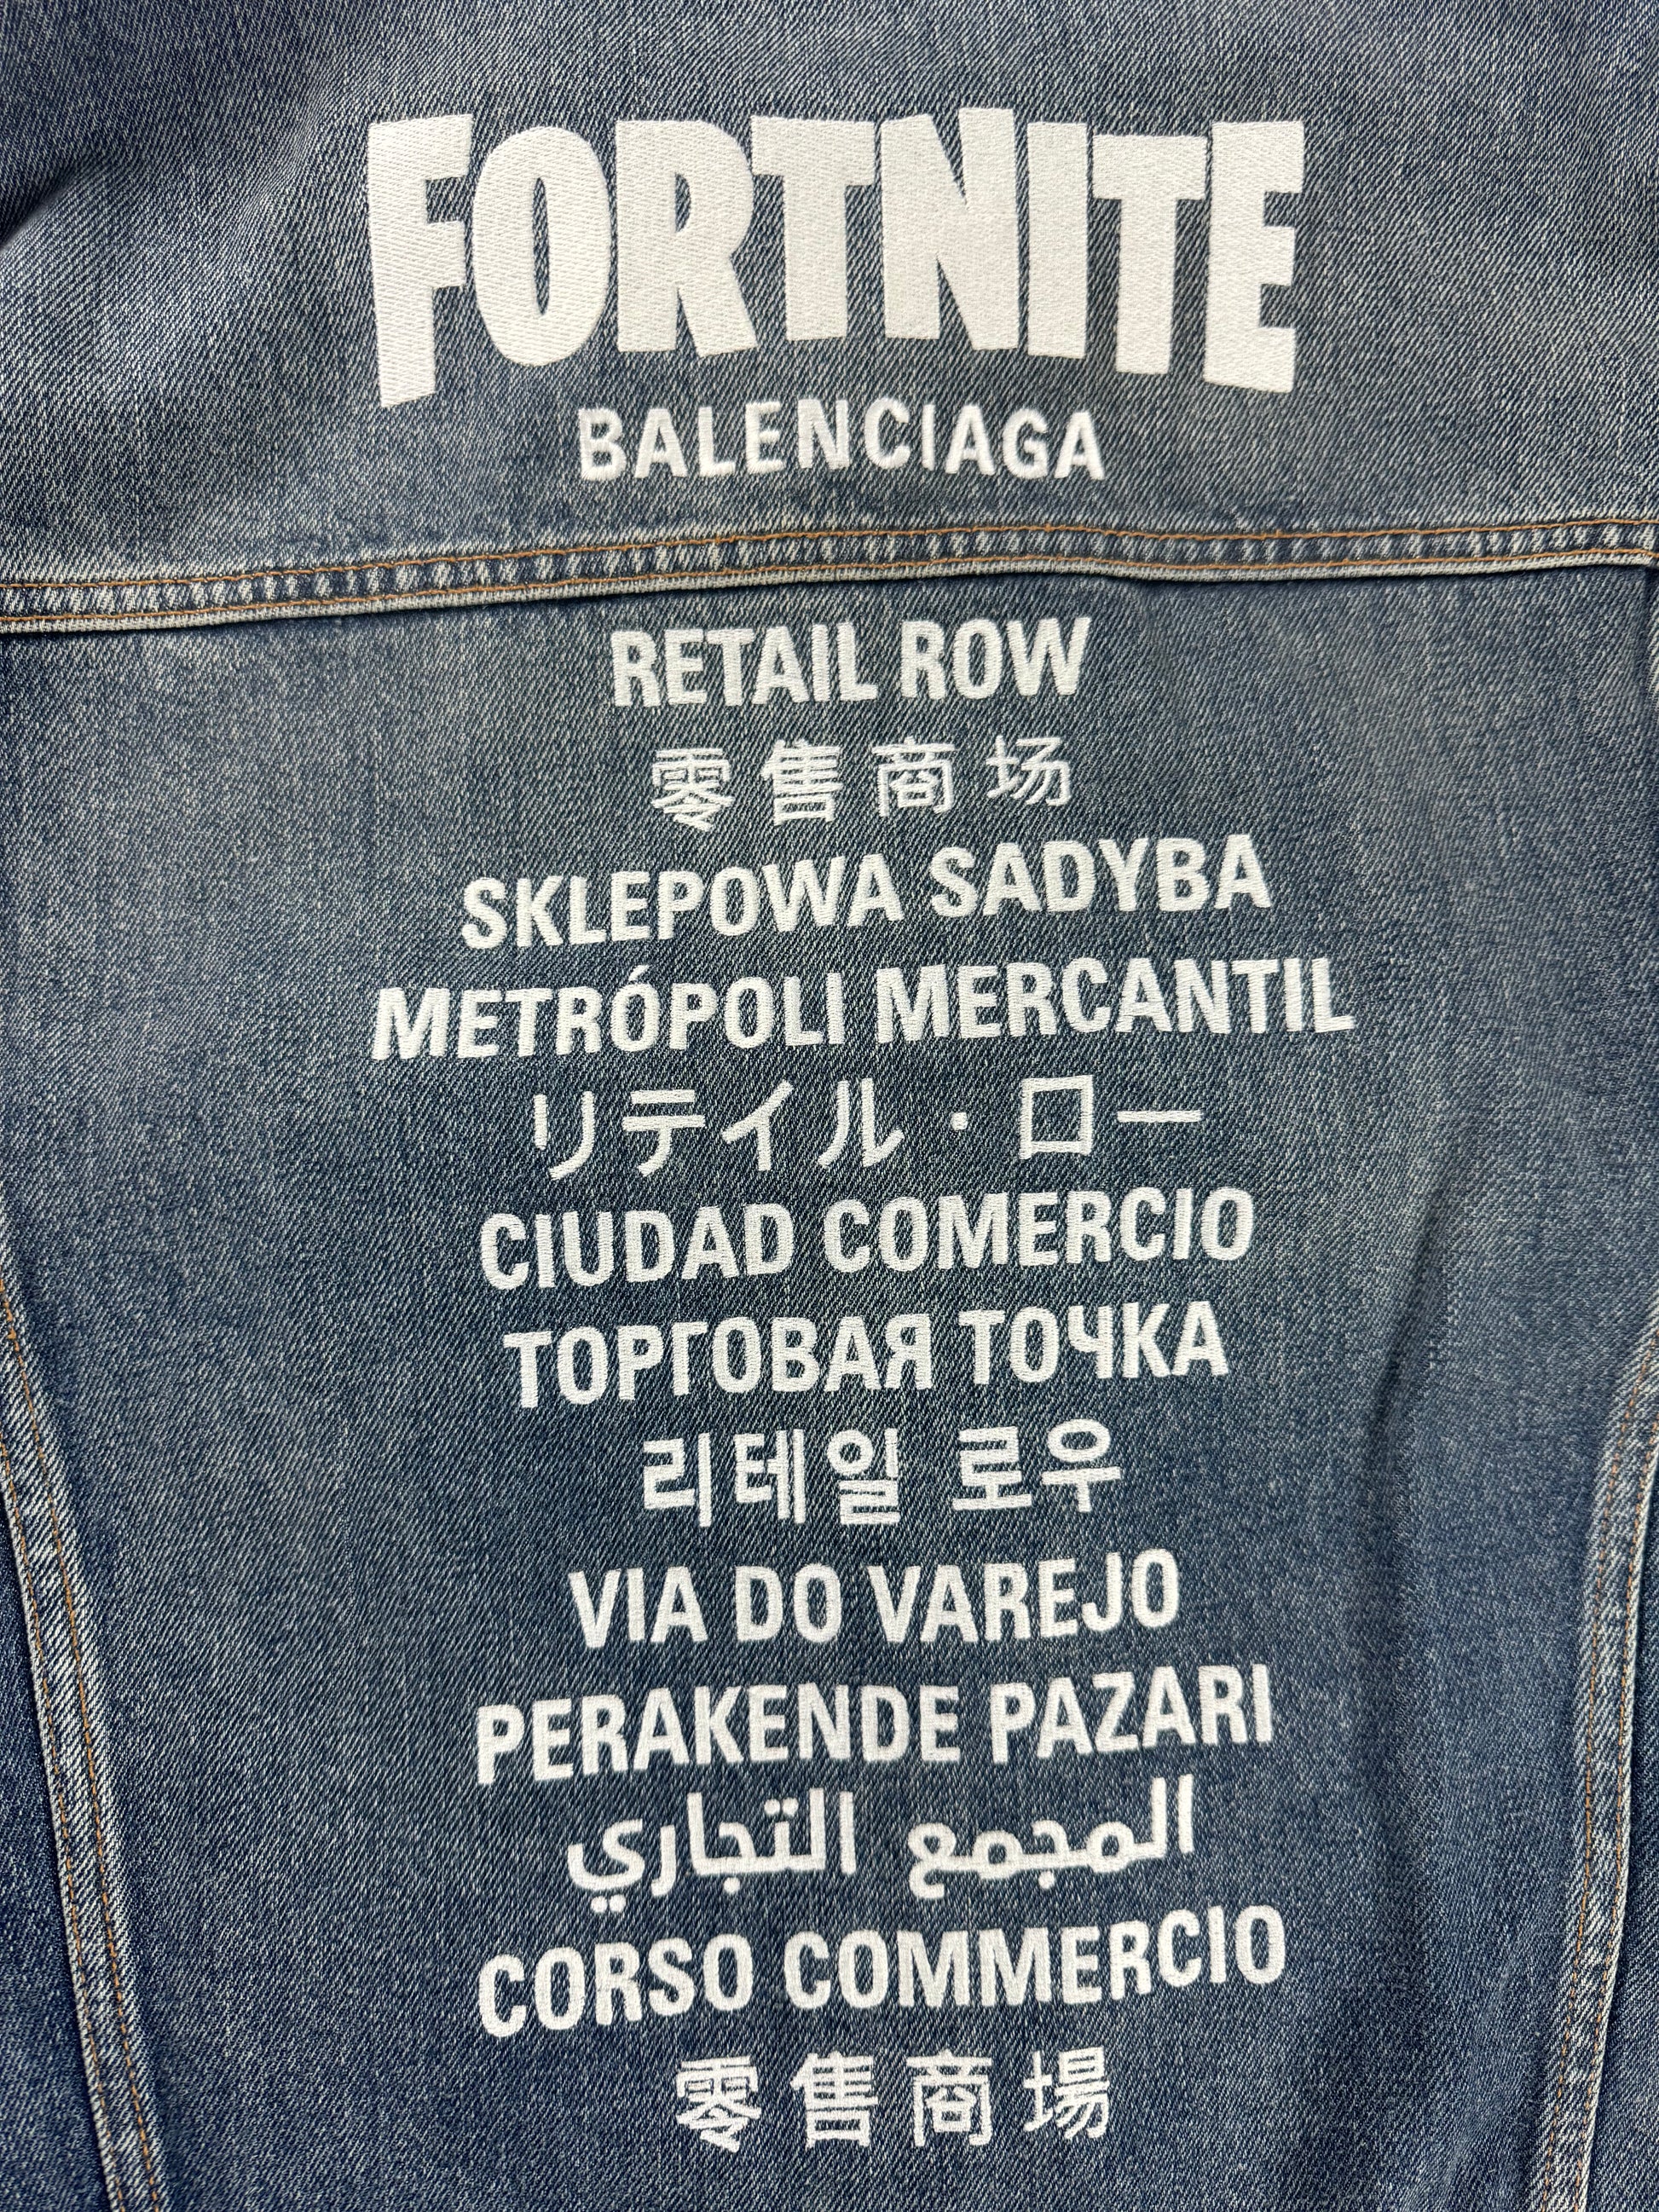 FORTNITE
BALENCIAGA
RETAIL ROW
零售商场
SKLEPOWA SADYBA
METRÓPOLI MERCANTIL
リテイル・ロー
CIUDAD COMERCIO
ТОРГОВАЯ ТОЧКА
리테일 로우
VIA DO VAREJO
PERAKENDE PAZARI
المجمع التجاري
CORSO COMMERCIO
零售商場